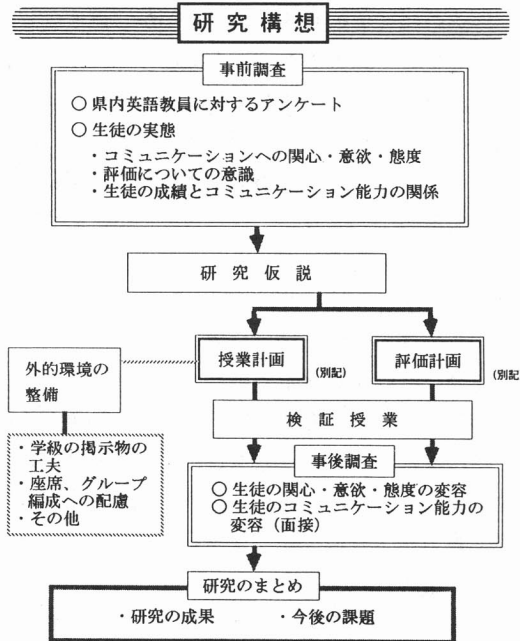 研究構想
事前調査
○ 県内英語教員に対するアンケート
○ 生徒の実態
・コミュニケーションへの関心・意欲・態度
・評価についての意識
・生徒の成績とコミュニケーション能力の関係
研究仮説
授業計画
(別記)
評価計画
(別記
外的環境の
整備
検証授業
・学級の掲示物の
工夫
・座席、グループ
編成への配慮
・その他
事後調査
○ 生徒の関心・意欲・態度の変容
○ 生徒のコミュニケーション能力の
変容（面接）
研究のまとめ
・研究の成果 ・今後の課題